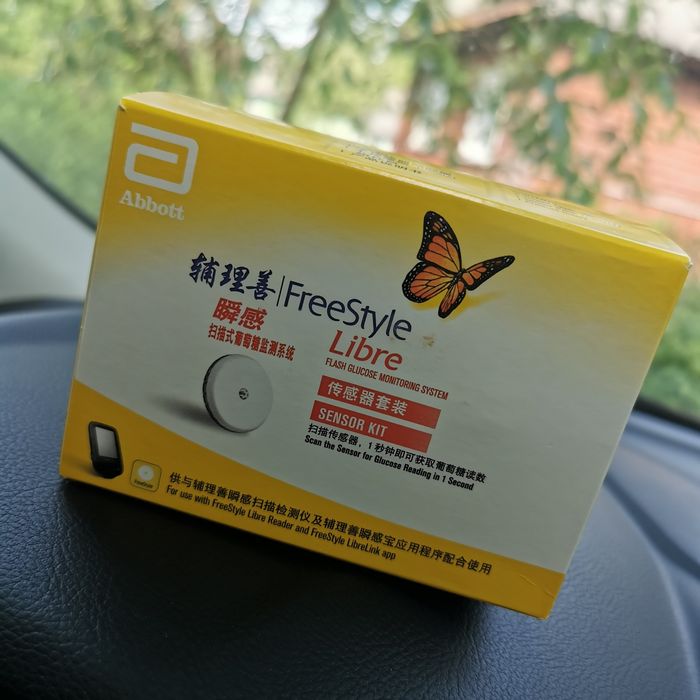 Abbott
辅理善 | FreeStyle
瞬感
Libre
扫描式葡萄糖监测系统
FLASH GLUCOSE MONITORING SYSTEM
传感器套装
SENSOR KIT
扫描传感器，1秒钟即可获取葡萄糖读数
Scan the Sensor for Glucose Reading in 1 Second
FreeStyle
供与辅理善瞬感扫描检测仪及辅理善瞬感宝应用程序配合使用
For use with FreeStyle Libre Reader and FreeStyle LibreLink app